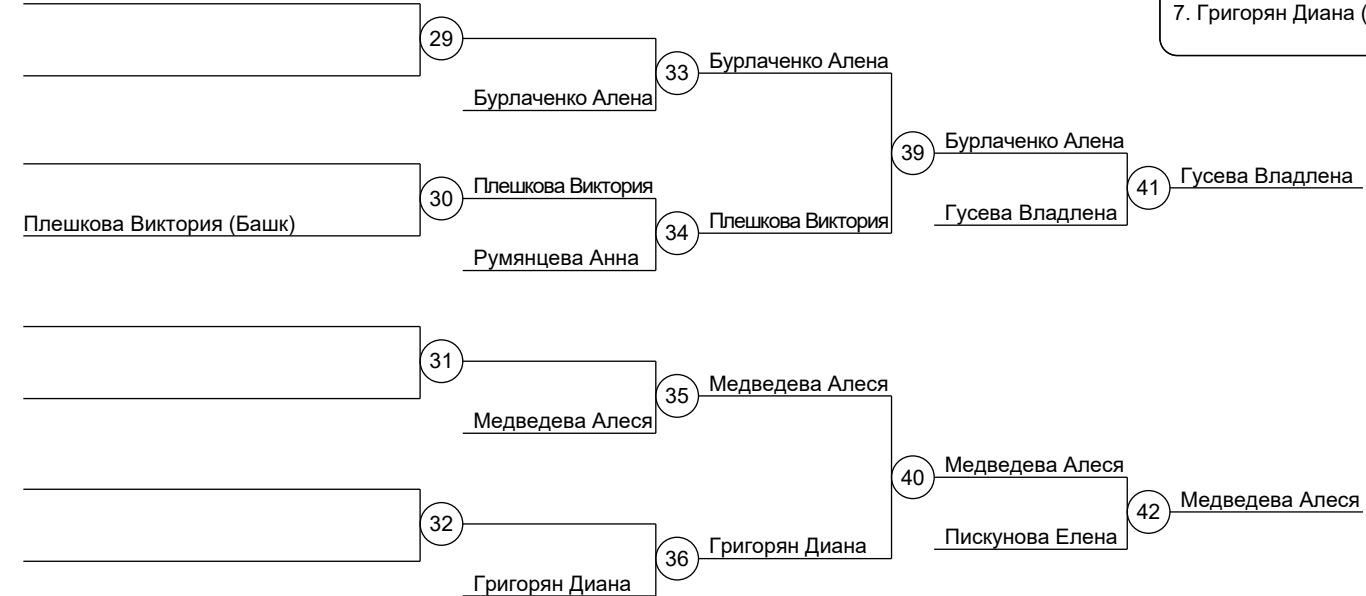 7. Григорян Диана (
29
Бурлаченко Алена
33
Бурлаченко Алена
Бурлаченко Алена
39
Гусева Владлена
41
Плешкова Виктория
30
Плешкова Виктория (Башк)
Плешкова Виктория
34
Гусева Владлена
Румянцева Анна
31
Медведева Алеся
35
Медведева Алеся
Медведева Алеся
40
Медведева Алеся
42
32
Григорян Диана
36
Пискунова Елена
Григорян Диана